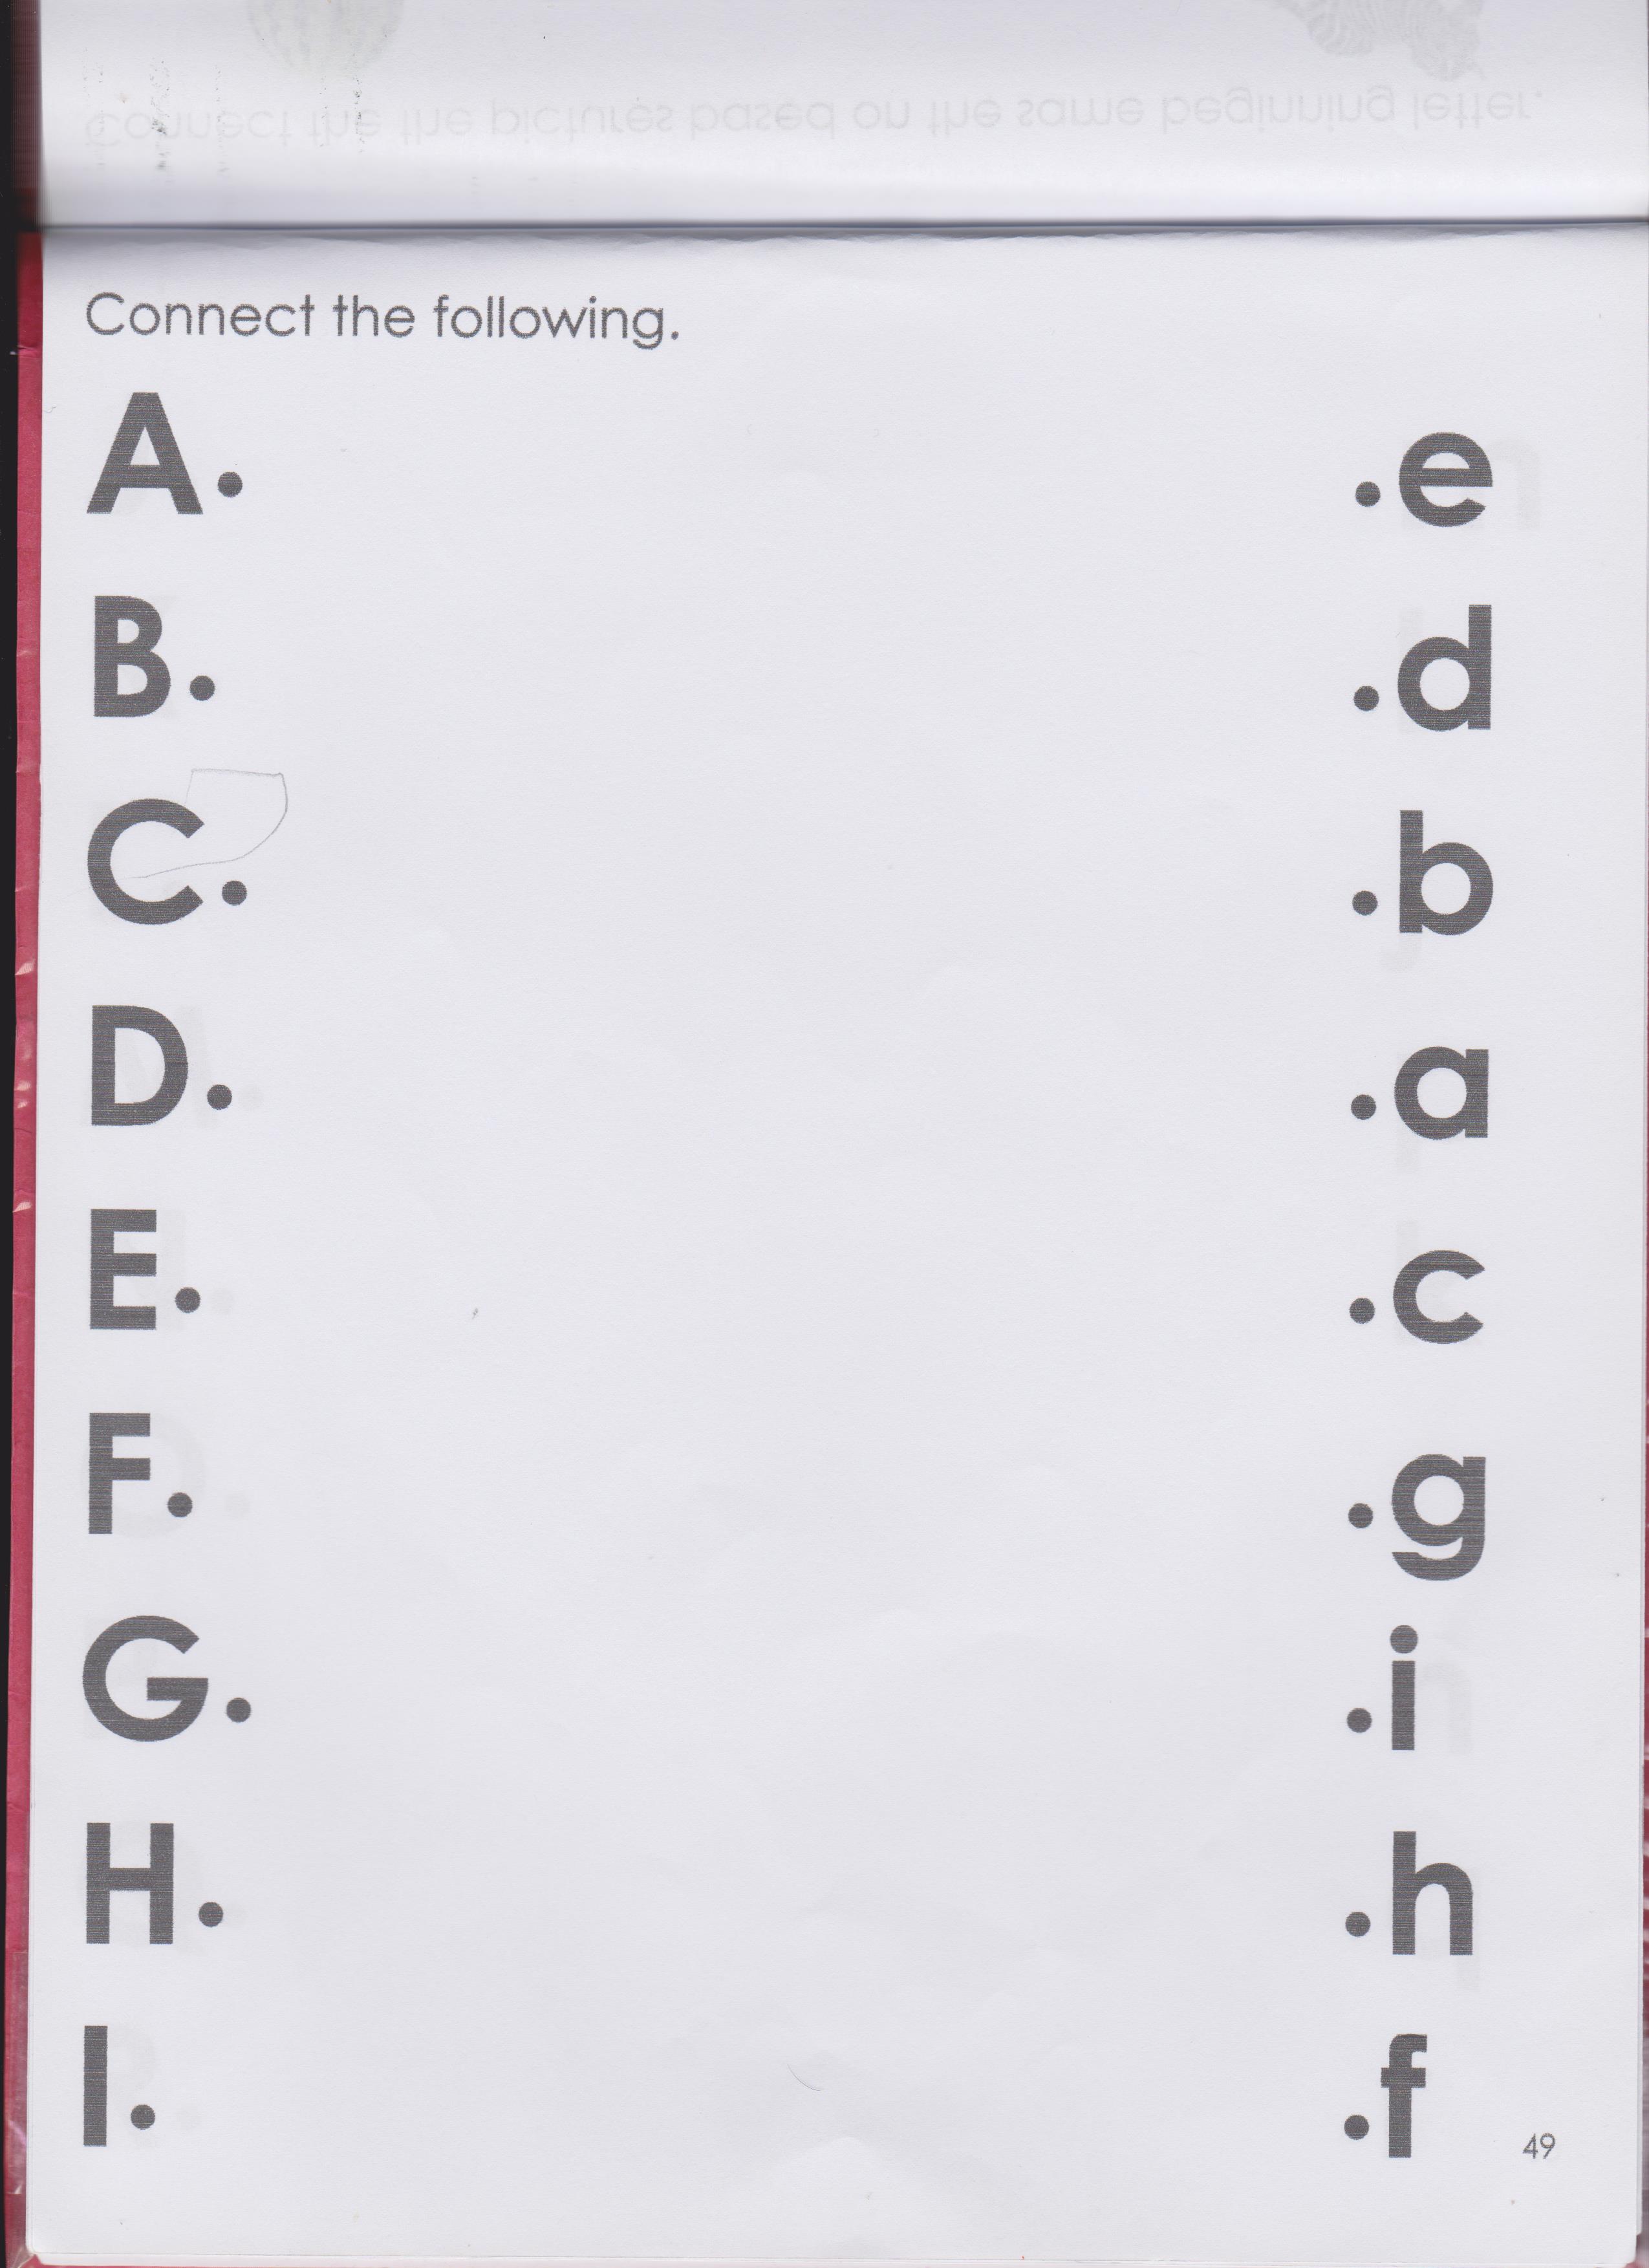 Connect the the pictures based on the same beginning letter.
Connect the following.
A. .e
B. .d
C. .b
D. .a
E. .c
F. .g
G. .i
H. .h
I. .f
49